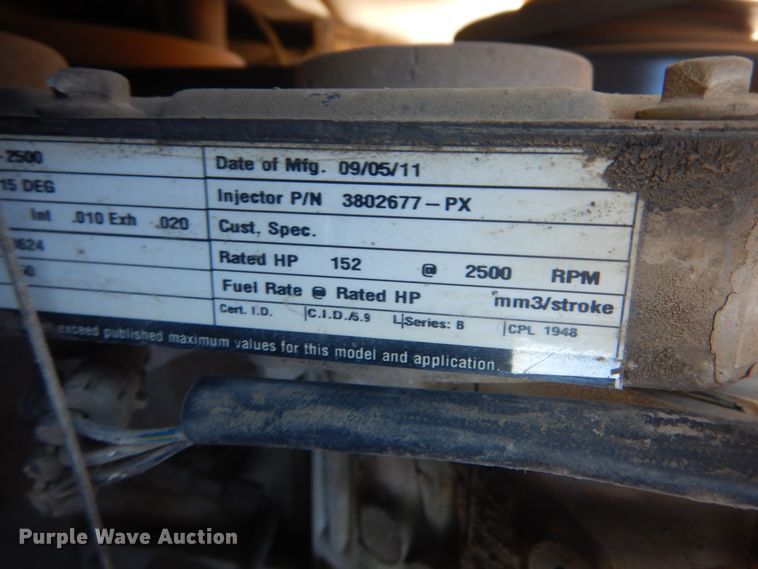 - 2500
Date of Mfg. 09/05/11
15 DEG
Injector P/N 3802677-PX
Int .010 Exh .020
Cust. Spec.
Rated HP 152 @ 2500 RPM
Fuel Rate @ Rated HP mm3/stroke
Cert. I.D. C.I.D./5.9 L Series: B CPL 1948
exceed published maximum values for this model and application.
Purple Wave Auction